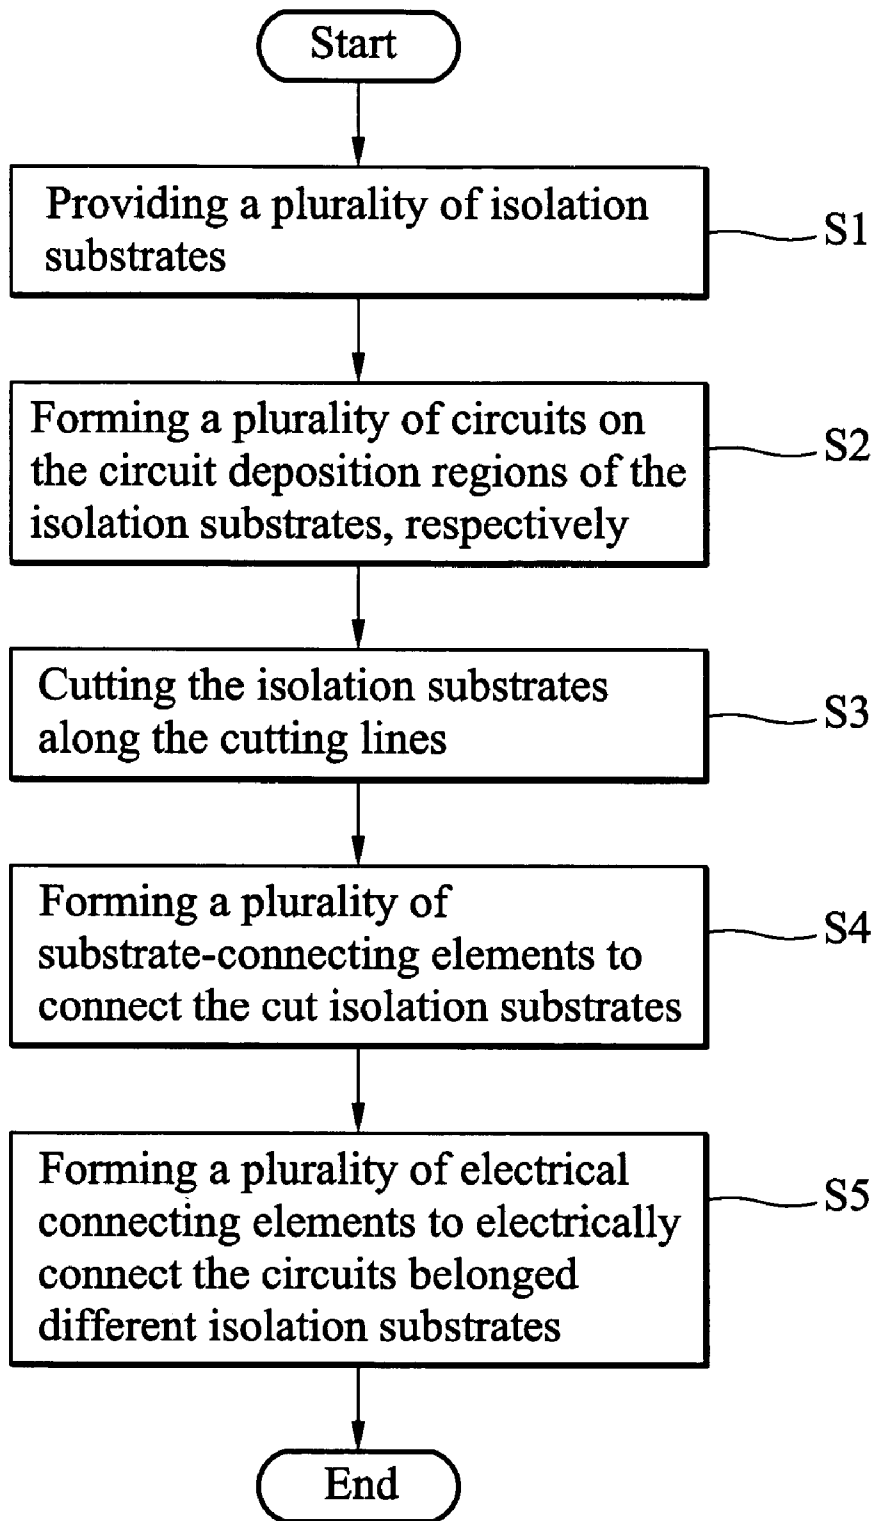 Start
Providing a plurality of isolation
substrates
S1
Forming a plurality of circuits on
the circuit deposition regions of the
isolation substrates, respectively
S2
Cutting the isolation substrates
along the cutting lines
S3
Forming a plurality of
substrate-connecting elements to
connect the cut isolation substrates
S4
Forming a plurality of electrical
connecting elements to electrically
connect the circuits belonged
different isolation substrates
S5
End